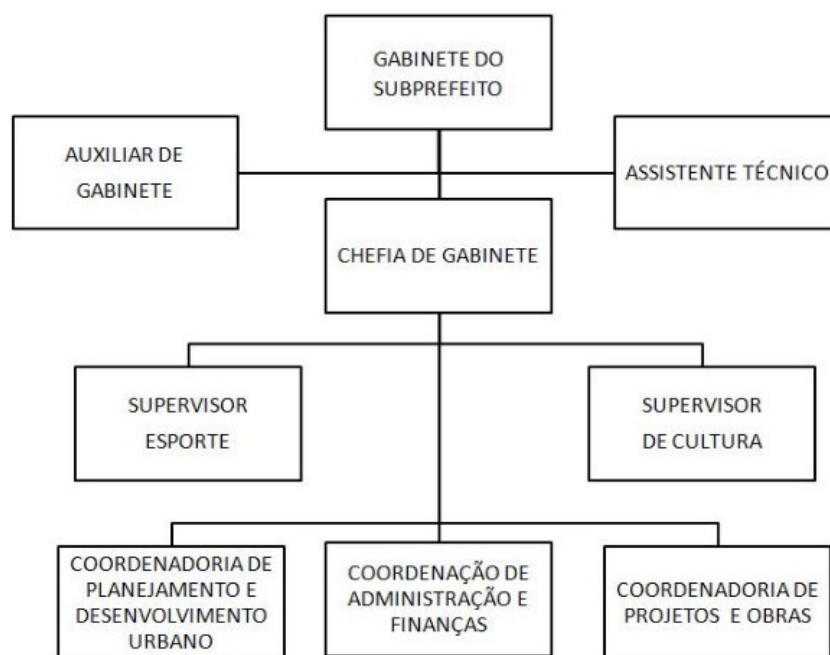 GABINETE DO
SUBPREFEITO
AUXILIAR DE
GABINETE
ASSISTENTE TÉCNICO
CHEFIA DE GABINETE
SUPERVISOR
ESPORTE
SUPERVISOR
DE CULTURA
COORDENADORIA DE
PLANEJAMENTO E
DESENVOLVIMENTO
URBANO
COORDENAÇÃO DE
ADMINISTRAÇÃO E
FINANÇAS
COORDENADORIA DE
PROJETOS E OBRAS